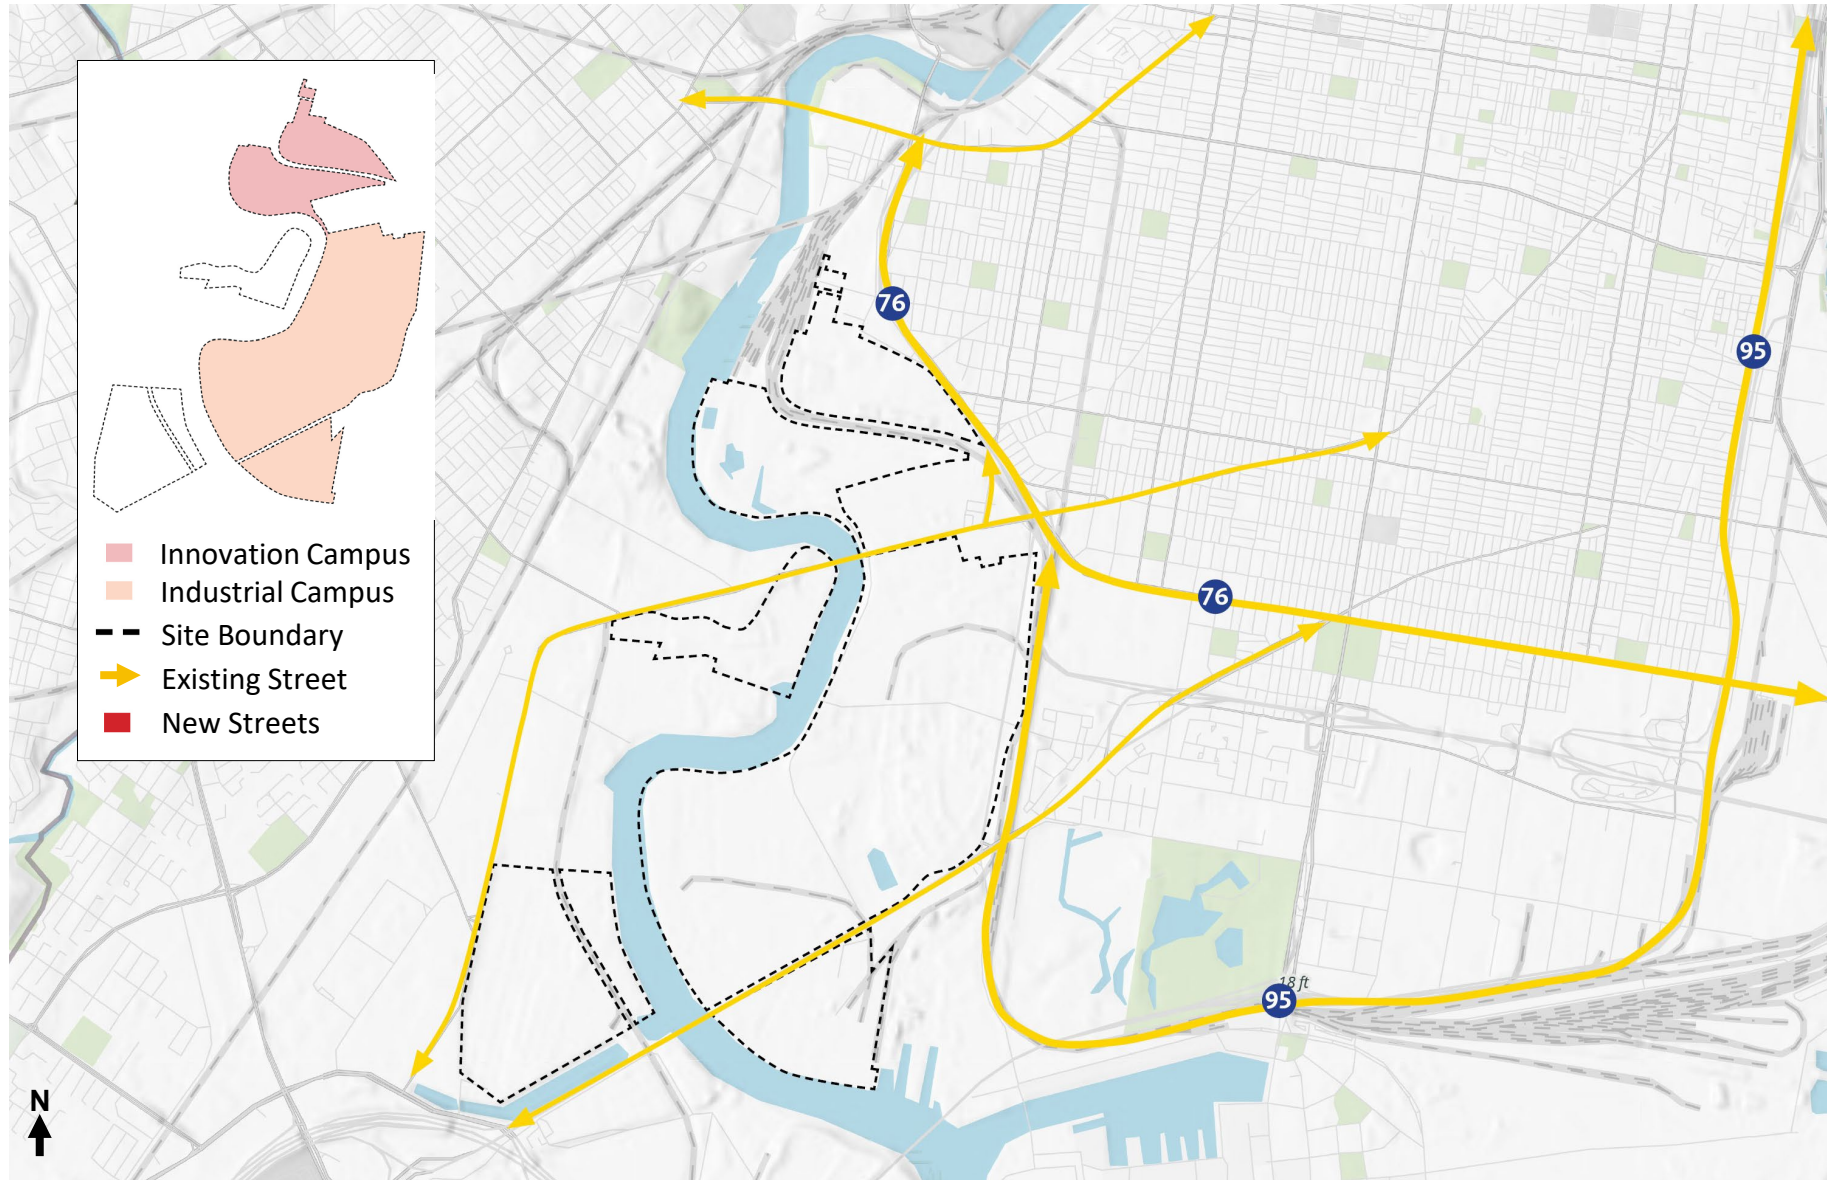 Innovation Campus
Industrial Campus
Site Boundary
Existing Street
New Streets
76
95
76
95
18 ft
N